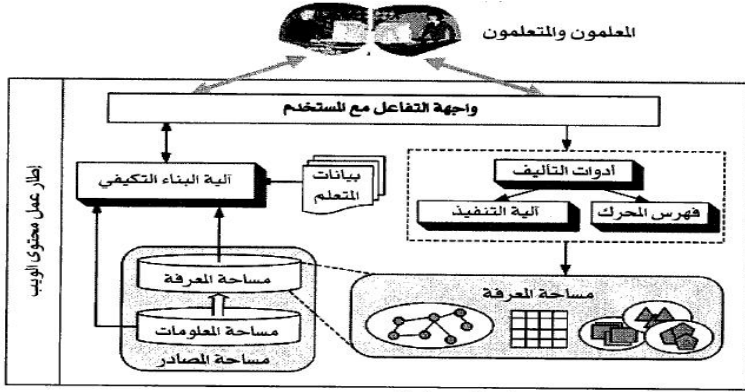 المعلمون والمتعلمون
واجهة التفاعل مع المستخدم
إطار عمل محتوى الويب
آلية البناء التكيفي
بيانات
المتعلم
أدوات التأليف
آلية التنفيذ
فهرس المحرك
مساحة المعرفة
مساحة المعلومات
مساحة المصادر
مساحة المعرفة